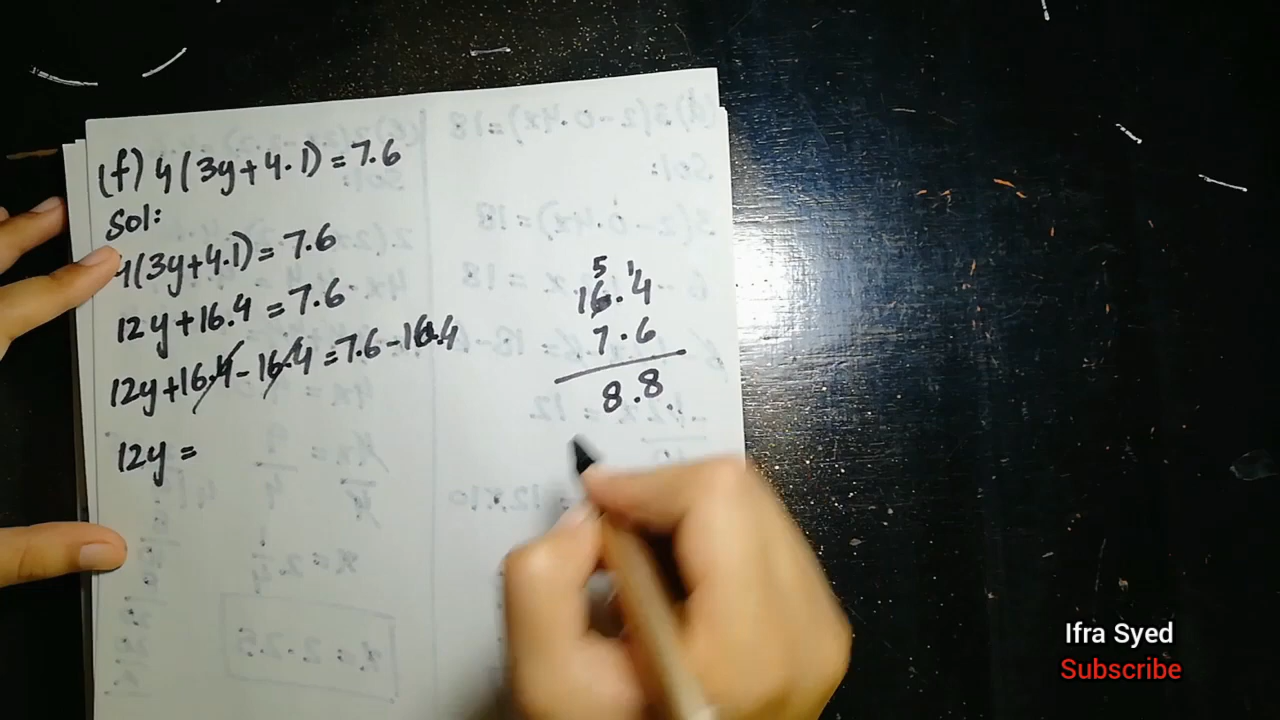 (f) 4(3y+4.1)=7.6
Sol:
4(3y+4.1)=7.6
12y+16.4=7.6
12y+16.4-16.4=7.6-16.4
12y=
5 1
16.4
7.6
8.8
Ifra Syed
Subscribe